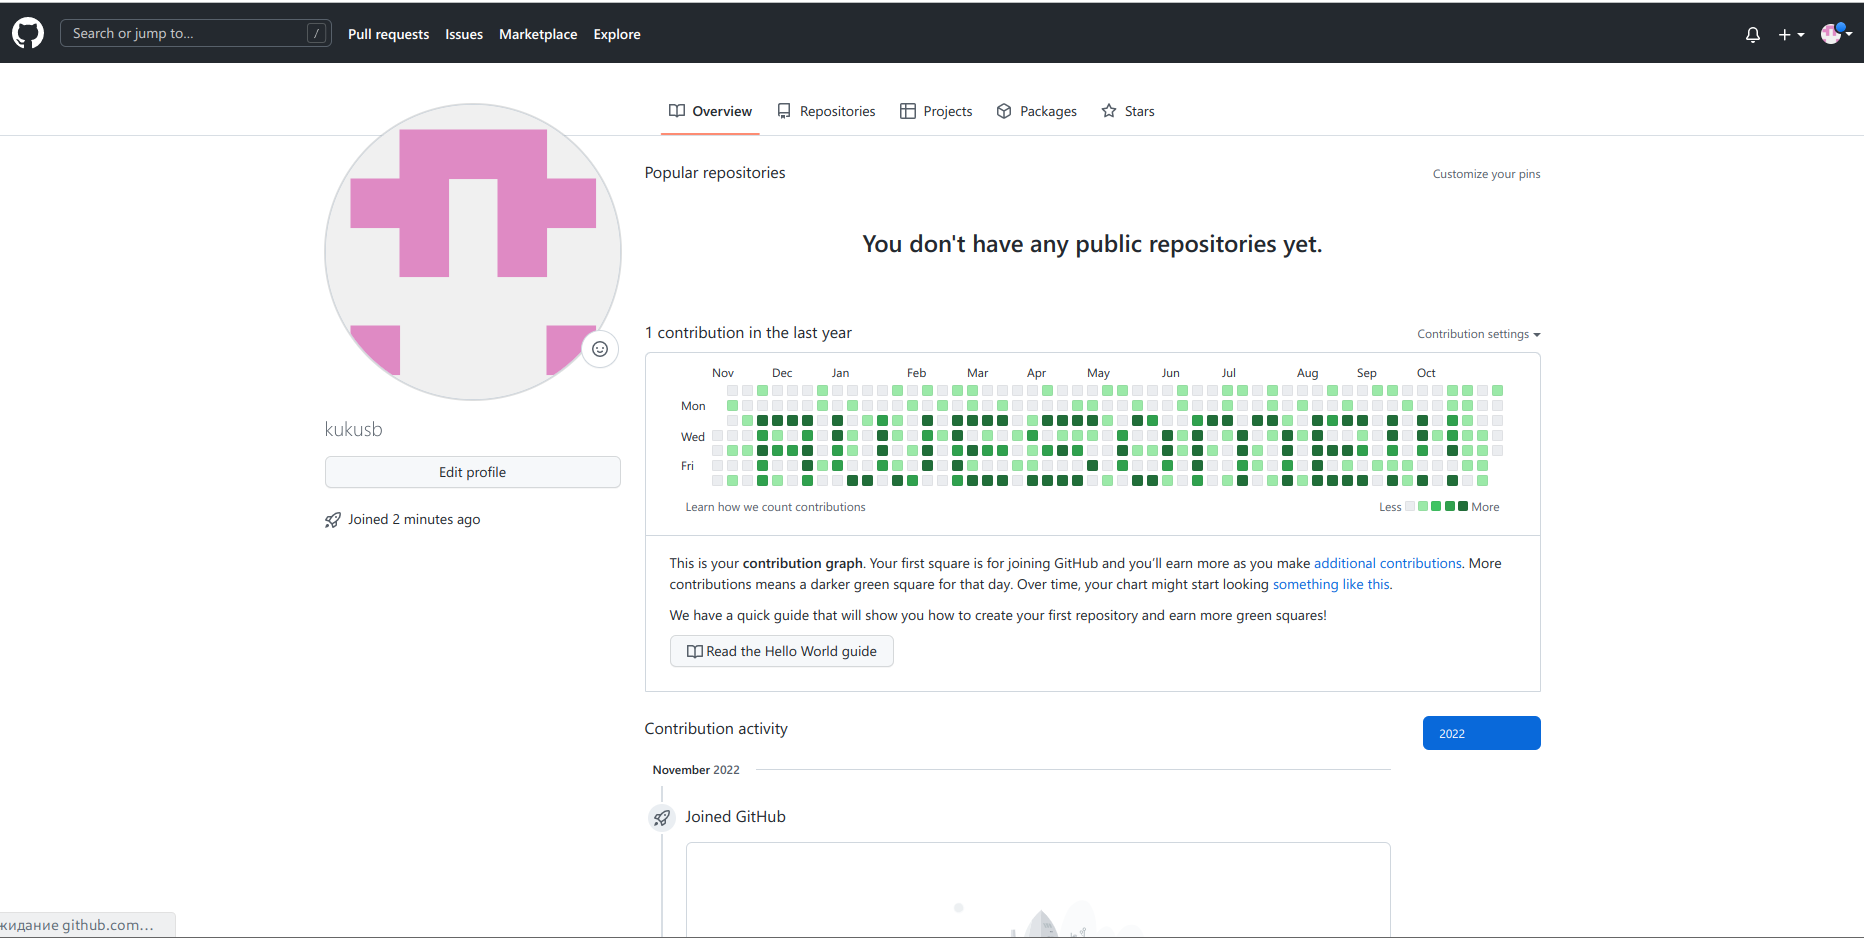 Search or jump to...
/
Pull requests
Issues
Marketplace
Explore
Overview
Repositories
Projects
Packages
Stars
kukusb
Edit profile
Joined 2 minutes ago
Popular repositories
Customize your pins
You don't have any public repositories yet.
1 contribution in the last year
Contribution settings
Nov Dec Jan Feb Mar Apr May Jun Jul Aug Sep Oct
Mon
Wed
Fri
Learn how we count contributions
Less
More
This is your contribution graph. Your first square is for joining GitHub and you’ll earn more as you make additional contributions. More
contributions means a darker green square for that day. Over time, your chart might start looking something like this.
We have a quick guide that will show you how to create your first repository and earn more green squares!
Read the Hello World guide
Contribution activity
2022
November 2022
Joined GitHub
жидание github.com...